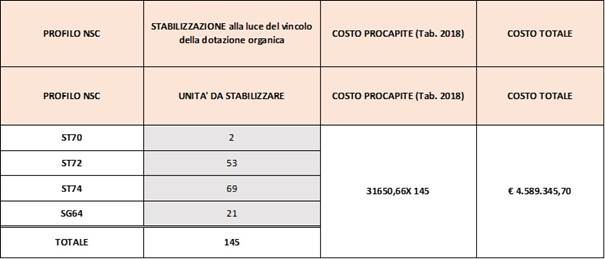 PROFILO NSC
STABILIZZAZIONE alla luce del vincolo
della dotazione organica
COSTO PROCAPITE (Tab. 2018)
COSTO TOTALE
PROFILO NSC
UNITA' DA STABILIZZARE
COSTO PROCAPITE (Tab. 2018)
COSTO TOTALE
ST70
2
ST72
53
ST74
69
SG64
21
31650,66X 145
€ 4.589.345,70
TOTALE
145